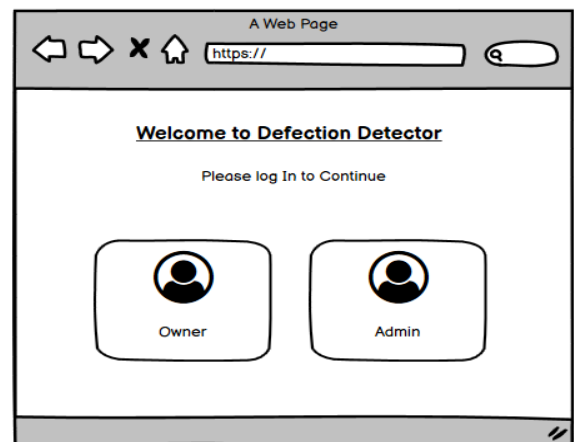 A Web Page
https://
Welcome to Defection Detector
Please log In to Continue
Owner
Admin